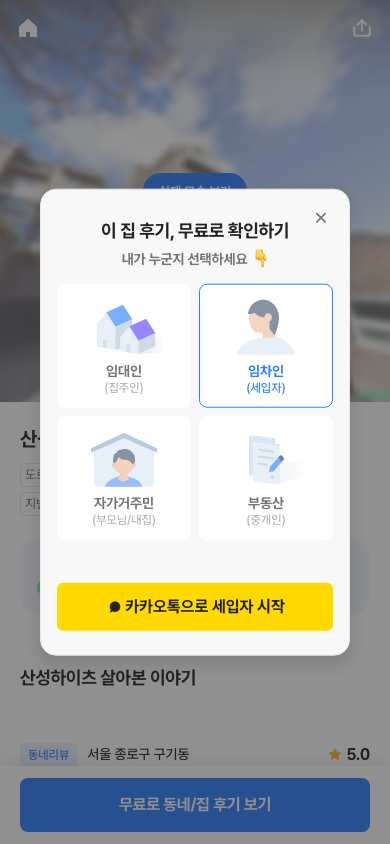 이 집 후기, 무료로 확인하기
내가 누군지 선택하세요 👇
임대인
(집주인)
임차인
(세입자)
자가거주민
(부모님/내집)
부동산
(중개인)
카카오톡으로 세입자 시작
산성하이츠 살아본 이야기
동네리뷰 서울 종로구 구기동 5.0
무료로 동네/집 후기 보기